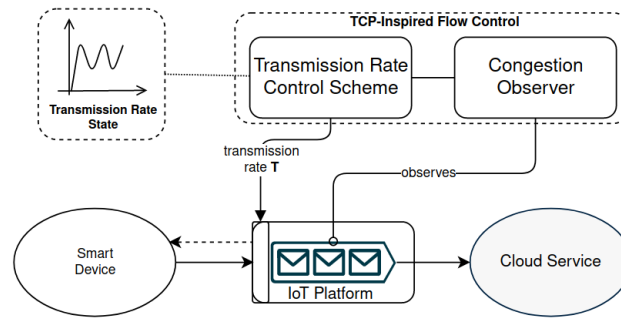 TCP-Inspired Flow Control
Transmission Rate
Control Scheme
Congestion
Observer
Transmission Rate
State
transmission
rate T
observes
Smart
Device
IoT Platform
Cloud Service